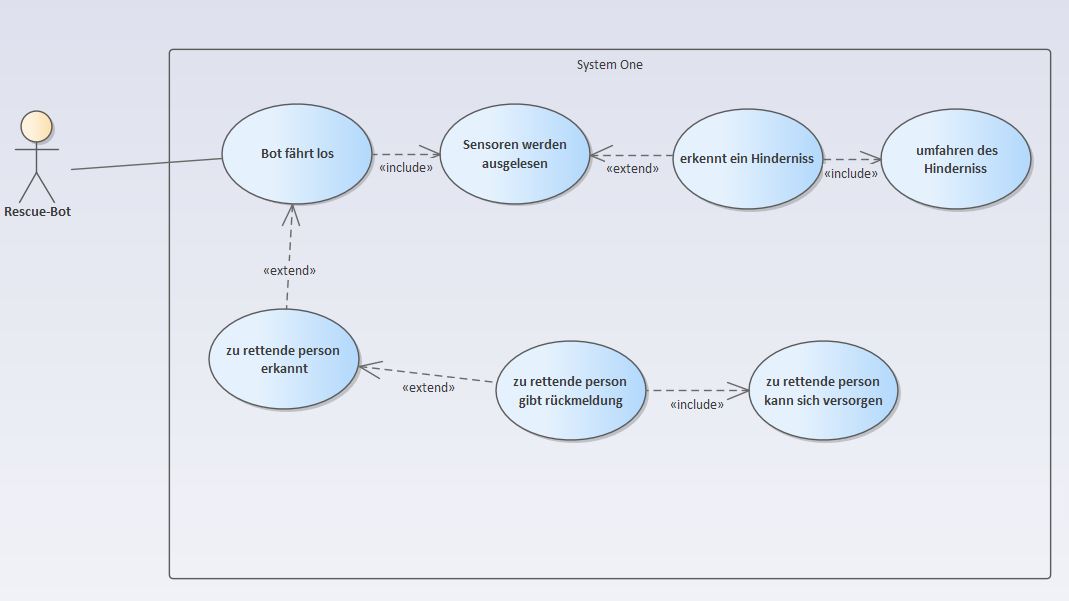 System One
Rescue-Bot
Bot fährt los
«include»
Sensoren werden
ausgelesen
«extend»
erkennt ein Hinderniss
«include»
umfahren des
Hinderniss
«extend»
zu rettende person
erkannt
«extend»
zu rettende person
gibt rückmeldung
«include»
zu rettende person
kann sich versorgen